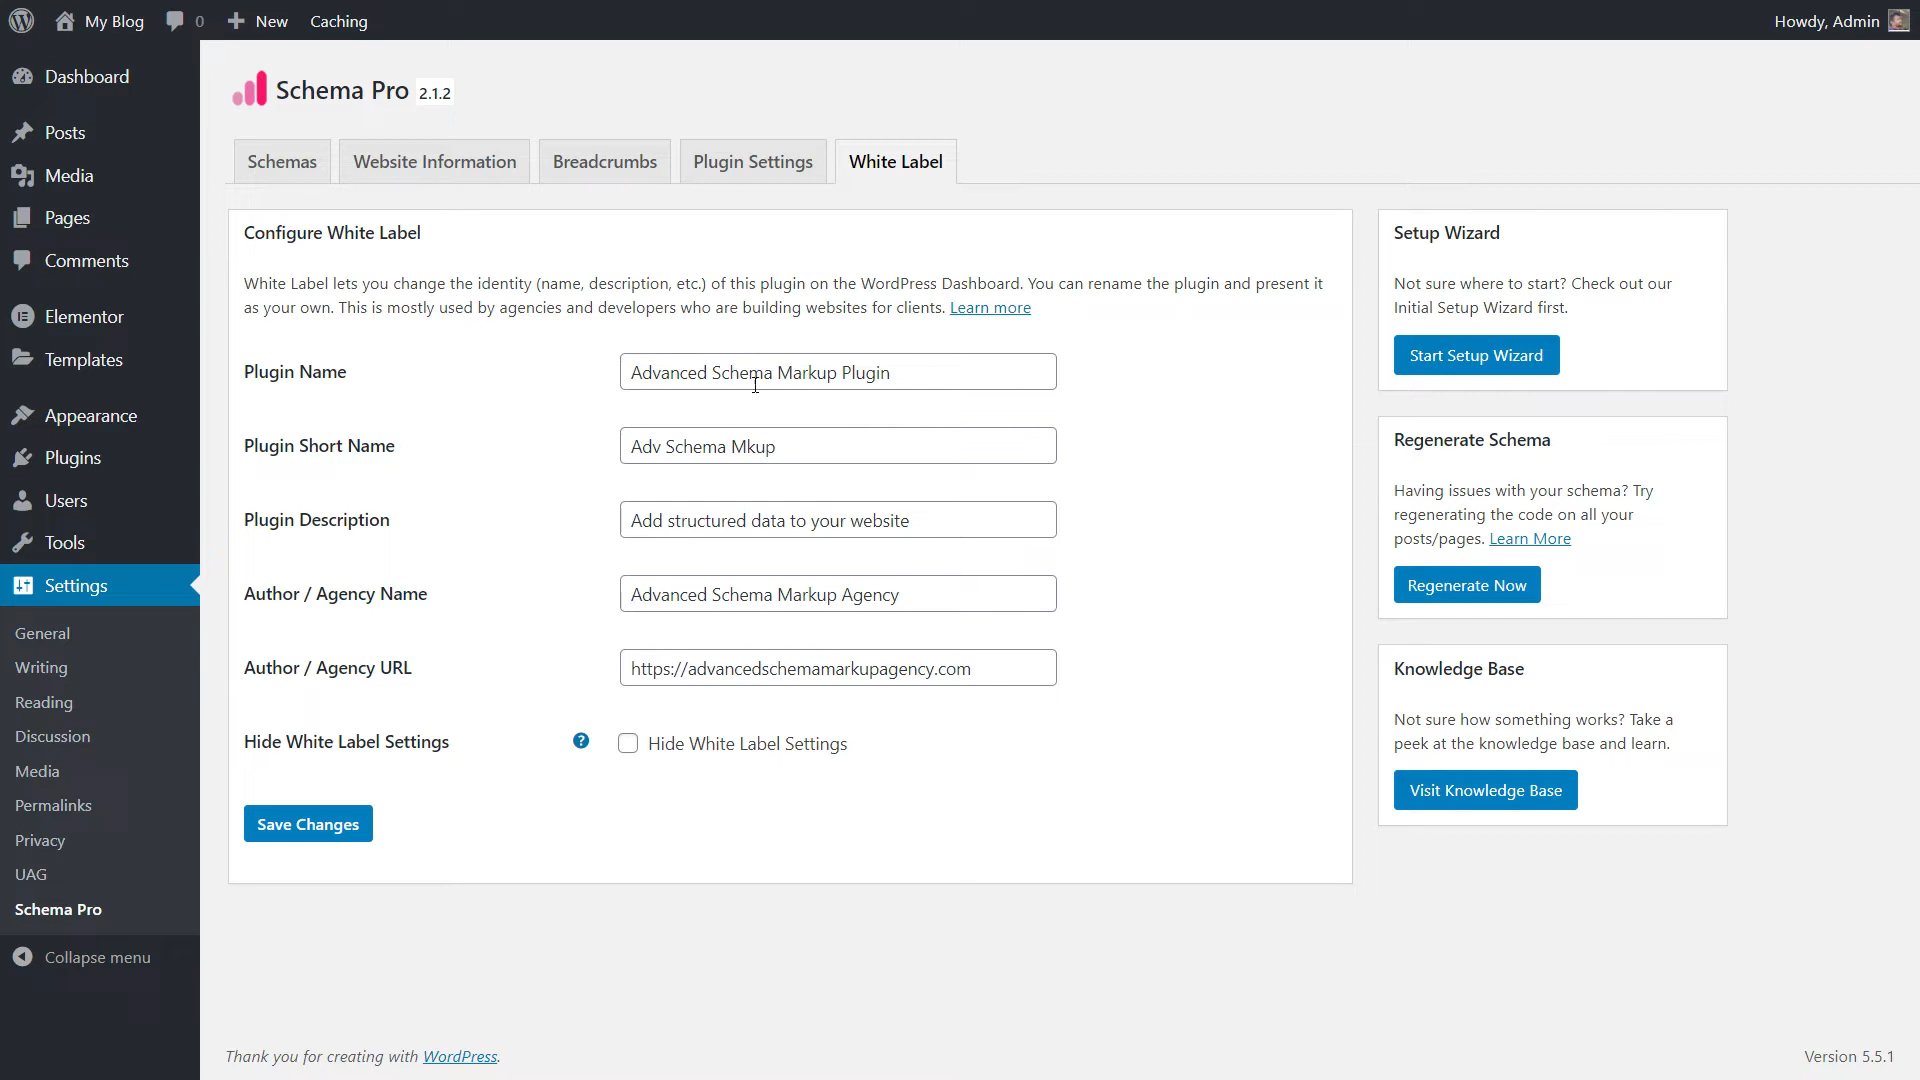 My Blog
0
New
Caching
Howdy, Admin
Dashboard
Posts
Media
Pages
Comments
Elementor
Templates
Appearance
Plugins
Users
Tools
Settings
General
Writing
Reading
Discussion
Media
Permalinks
Privacy
UAG
Schema Pro
Collapse menu
Schema Pro 2.1.2
Schemas
Website Information
Breadcrumbs
Plugin Settings
White Label
Configure White Label
White Label lets you change the identity (name, description, etc.) of this plugin on the WordPress Dashboard. You can rename the plugin and present it
as your own. This is mostly used by agencies and developers who are building websites for clients. Learn more
Plugin Name
Advanced Schema Markup Plugin
Plugin Short Name
Adv Schema Mkup
Plugin Description
Add structured data to your website
Author / Agency Name
Advanced Schema Markup Agency
Author / Agency URL
https://advancedschemamarkupagency.com
Hide White Label Settings
?
Hide White Label Settings
Save Changes
Setup Wizard
Not sure where to start? Check out our
Initial Setup Wizard first.
Start Setup Wizard
Regenerate Schema
Having issues with your schema? Try
regenerating the code on all your
posts/pages. Learn More
Regenerate Now
Knowledge Base
Not sure how something works? Take a
peek at the knowledge base and learn.
Visit Knowledge Base
Thank you for creating with WordPress.
Version 5.5.1